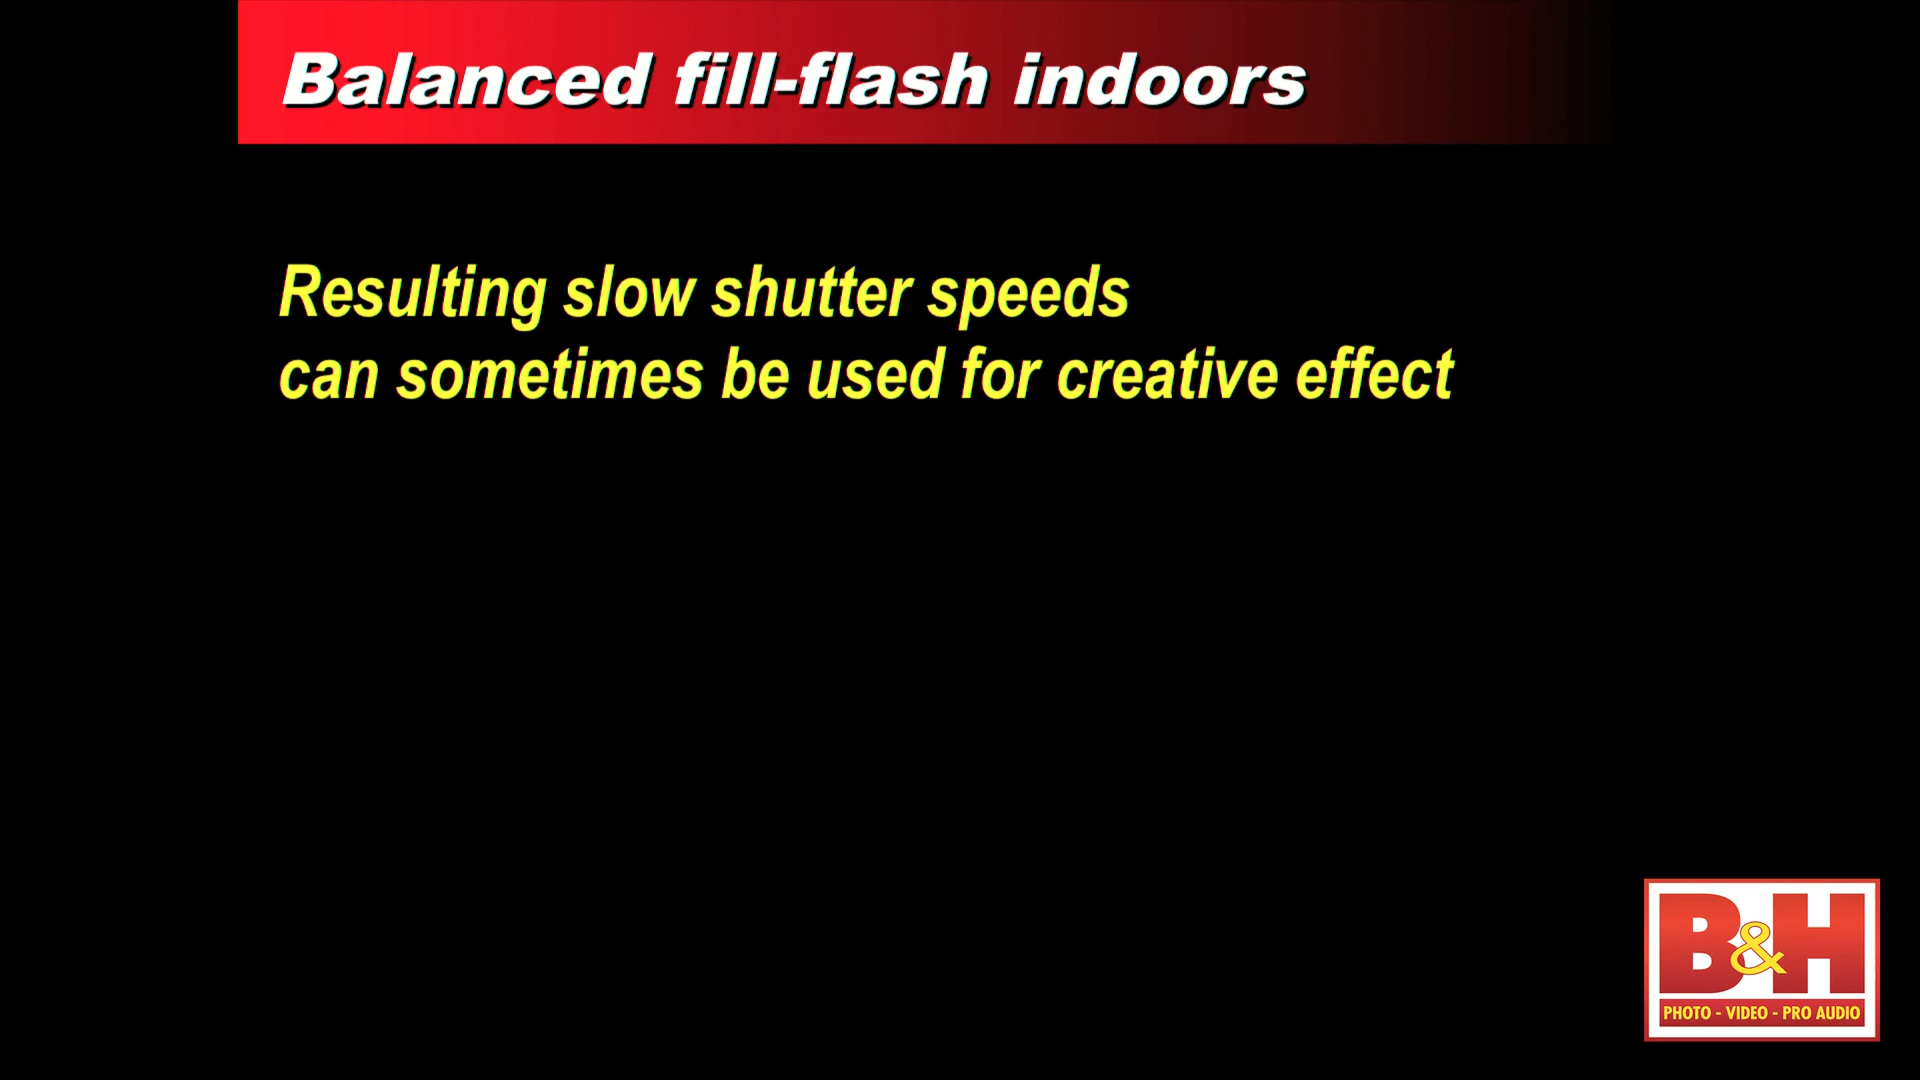 Balanced fill-flash indoors
Resulting slow shutter speeds
can sometimes be used for creative effect
B&H
PHOTO - VIDEO - PRO AUDIO